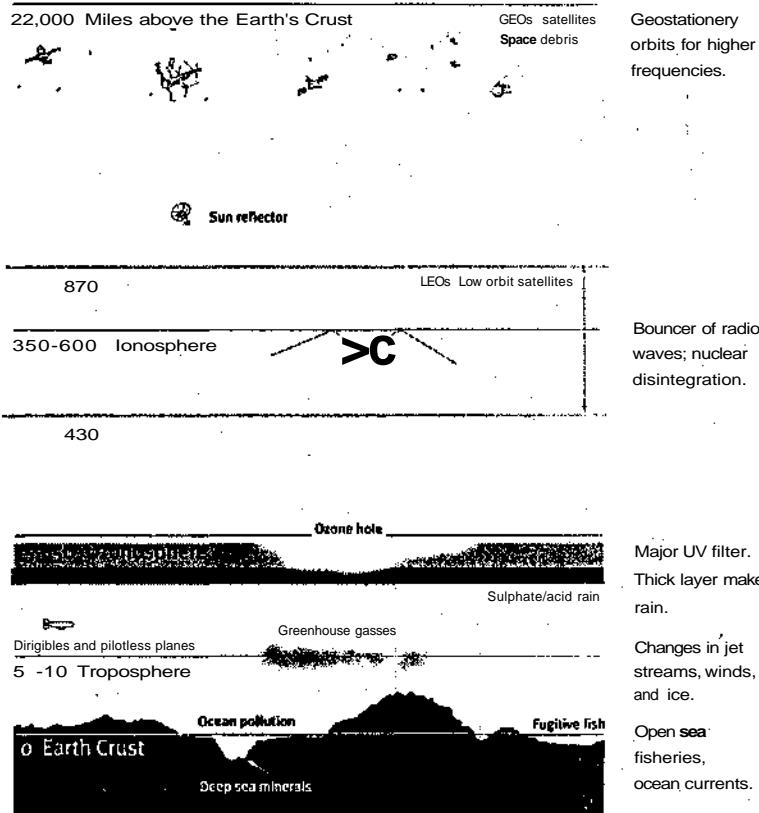 22,000 Miles above the Earth's Crust
GEOs satellites
Space debris
Geostationery
orbits for higher
frequencies.
Sun reflector
870
LEOs Low orbit satellites
350-600 Ionosphere
>C
Bouncer of radio
waves; nuclear
disintegration.
430
Ozone hole
Major UV filter.
Thick layer make
rain.
Sulphate/acid rain
Dirigibles and pilotless planes
Greenhouse gasses
5 -10 Troposphere
Changes in jet
streams, winds,
and ice.
Ocean pollution
Fugitive fish
o Earth Crust
Deep sea minerals
Open sea
fisheries,
ocean currents.